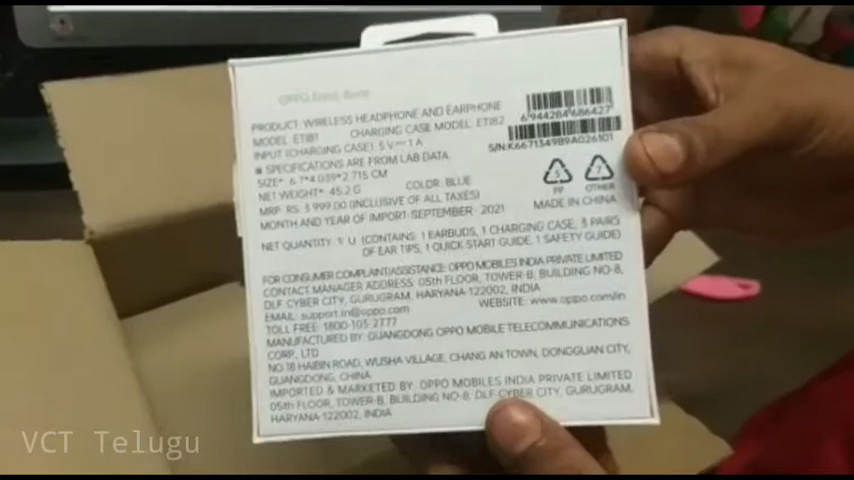 OPPO Enco Buds
PRODUCT: WIRELESS HEADPHONE AND EARPHONE
MODEL: ETI81 CHARGING CASE MODEL: ETI82
INPUT (CHARGING CASE): 5 V⎓1 A
■ SPECIFICATIONS ARE FROM LAB DATA.
SIZE*: 6.7*4.039*2.715 CM
NET WEIGHT*: 45.2 G COLOR: BLUE
MRP: RS. 3 999.00 (INCLUSIVE OF ALL TAXES)
MONTH AND YEAR OF IMPORT: SEPTEMBER 2021
6 944284 686427
S/N:K6671349B9A026101
5 7
PP OTHER
MADE IN CHINA
NET QUANTITY: 1 U (CONTAINS: 1 EARBUDS, 1 CHARGING CASE, 3 PAIRS
OF EAR TIPS, 1 QUICK START GUIDE, 1 SAFETY GUIDE)
FOR CONSUMER COMPLAINT/ASSISTANCE: OPPO MOBILES INDIA PRIVATE LIMITED
CONTACT MANAGER ADDRESS: 05th FLOOR, TOWER-B, BUILDING NO-8,
DLF CYBER CITY, GURUGRAM, HARYANA-122002, INDIA
EMAIL: support.in@oppo.com WEBSITE: www.oppo.com/in
TOLL FREE: 1800-103-2777
MANUFACTURED BY: GUANGDONG OPPO MOBILE TELECOMMUNICATIONS
CORP., LTD
NO.18 HAIBIN ROAD, WUSHA VILLAGE, CHANG AN TOWN, DONGGUAN CITY,
GUANGDONG, CHINA
IMPORTED & MARKETED BY: OPPO MOBILES INDIA PRIVATE LIMITED
05th FLOOR, TOWER-B, BUILDING NO-8, DLF CYBER CITY, GURUGRAM,
HARYANA-122002, INDIA
VCT Telugu